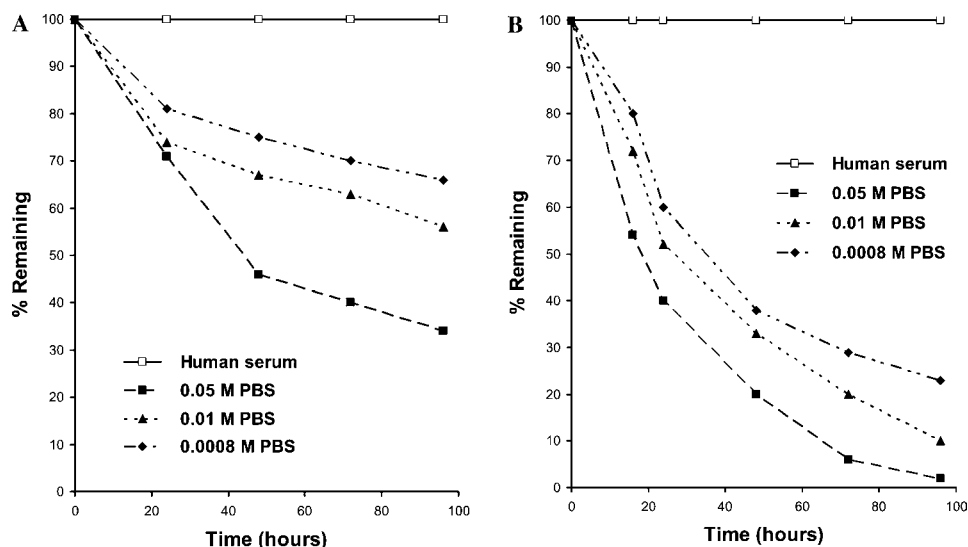 A
100
90
80
70
60
50
40
30
20
10
0
% Remaining
0 20 40 60 80 100
Time (hours)
Human serum
0.05 M PBS
0.01 M PBS
0.0008 M PBS
B
100
90
80
70
60
50
40
30
20
10
0
% Remaining
0 20 40 60 80 100
Time (hours)
Human serum
0.05 M PBS
0.01 M PBS
0.0008 M PBS